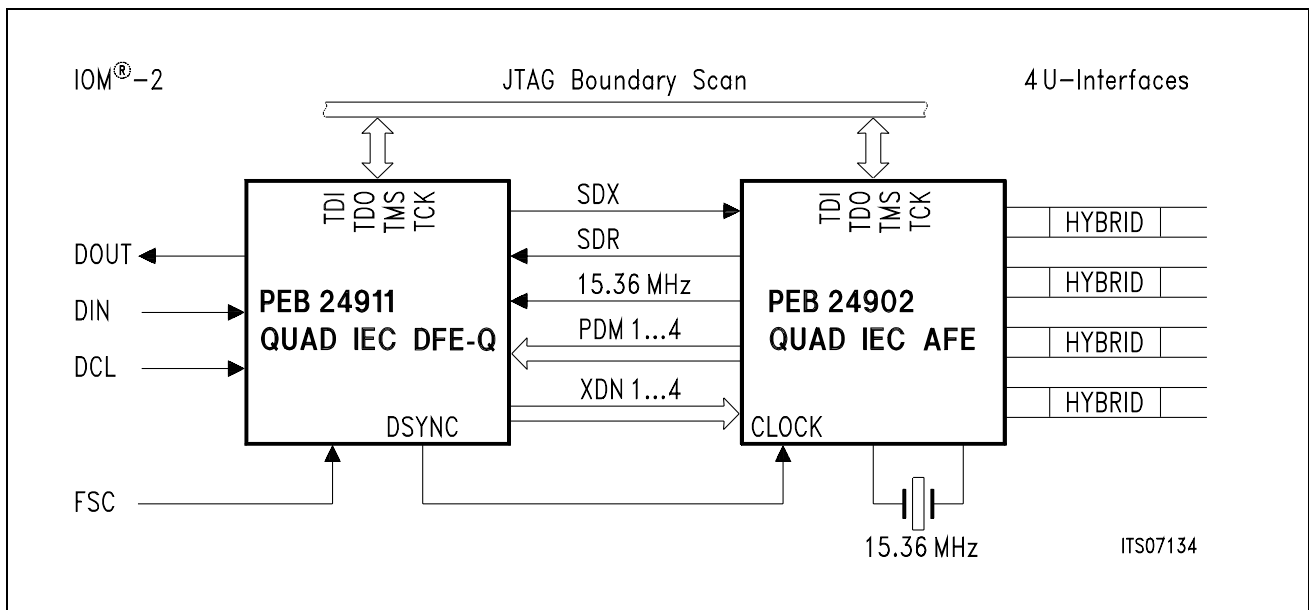 IOM®-2
JTAG Boundary Scan
4 U-Interfaces
TDI
TDO
TMS
TCK
SDX
TDI
TDO
TMS
TCK
HYBRID
DOUT
SDR
DIN
PEB 24911
QUAD IEC DFE-Q
15.36 MHz
PEB 24902
QUAD IEC AFE
HYBRID
PDM 1...4
HYBRID
DCL
XDN 1...4
HYBRID
DSYNC
CLOCK
FSC
15.36 MHz
ITS07134